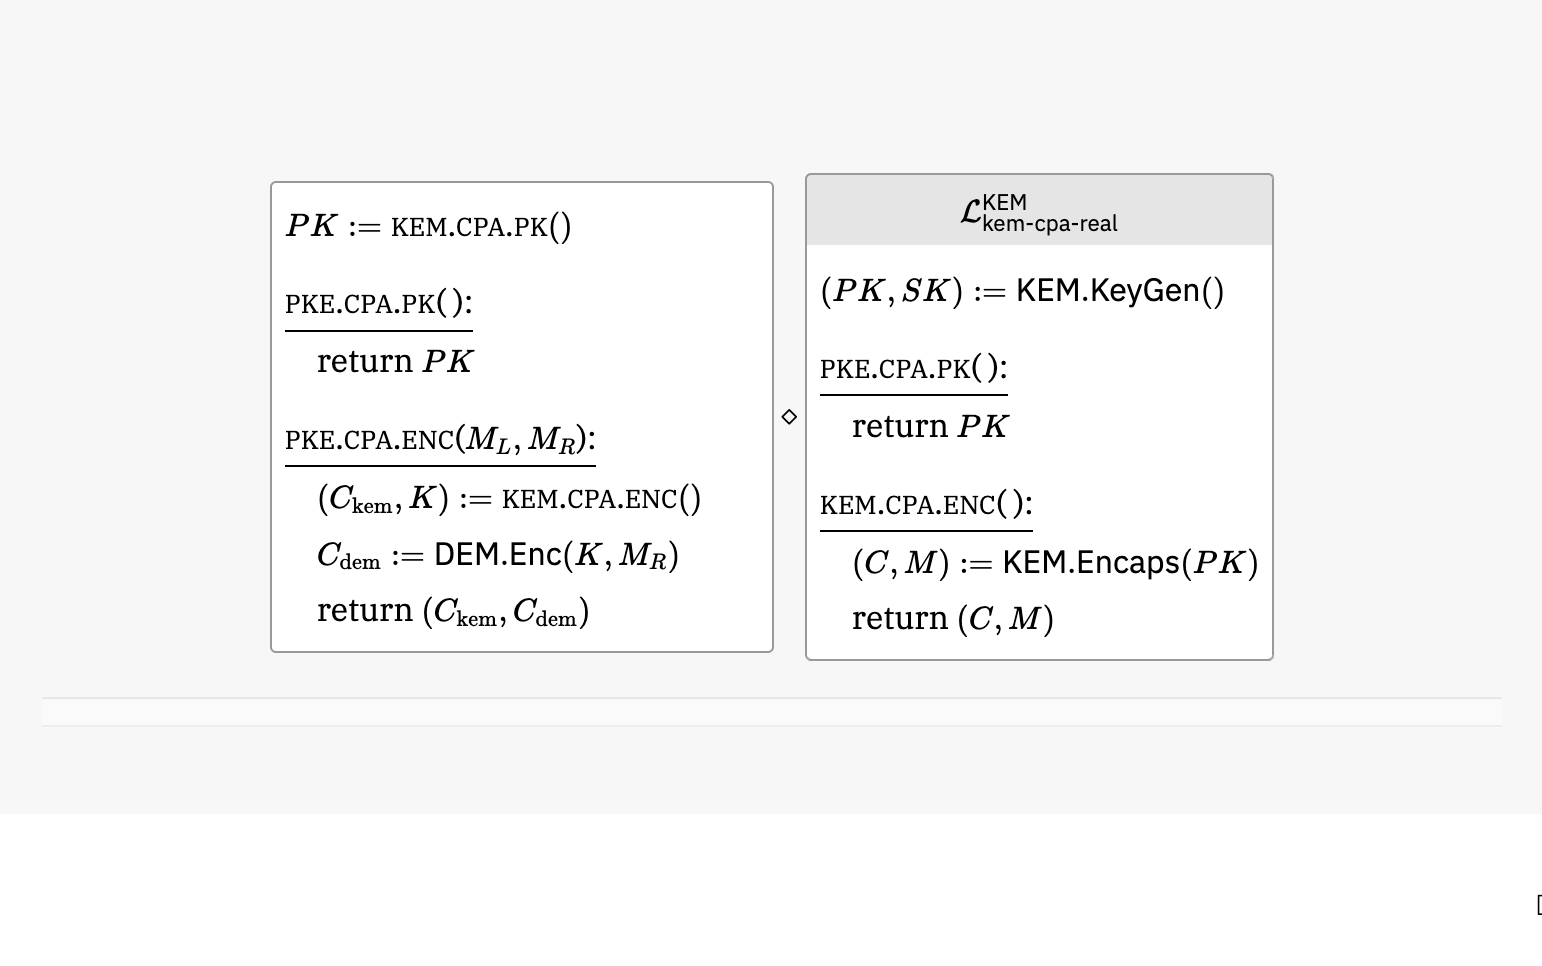 PK := KEM.CPA.PK()
PKE.CPA.PK():
return PK
PKE.CPA.ENC(M_L, M_R):
(C_kem, K) := KEM.CPA.ENC()
C_dem := DEM.Enc(K, M_R)
return (C_kem, C_dem)
⋄
ℒ^KEM_kem-cpa-real
(PK, SK) := KEM.KeyGen()
PKE.CPA.PK():
return PK
KEM.CPA.ENC():
(C, M) := KEM.Encaps(PK)
return (C, M)